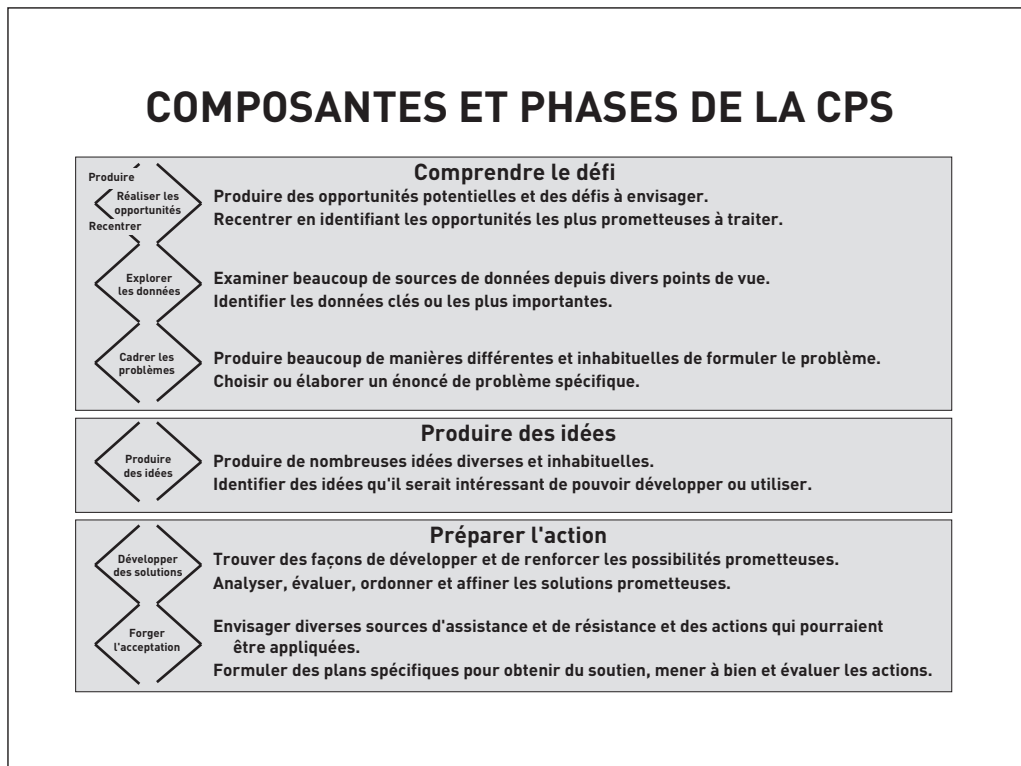 COMPOSANTES ET PHASES DE LA CPS
Comprendre le défi
Produire
Réaliser les
opportunités
Recentrer
Produire des opportunités potentielles et des défis à envisager.
Recentrer en identifiant les opportunités les plus prometteuses à traiter.
Explorer
les données
Examiner beaucoup de sources de données depuis divers points de vue.
Identifier les données clés ou les plus importantes.
Cadrer les
problèmes
Produire beaucoup de manières différentes et inhabituelles de formuler le problème.
Choisir ou élaborer un énoncé de problème spécifique.
Produire des idées
Produire
des idées
Produire de nombreuses idées diverses et inhabituelles.
Identifier des idées qu'il serait intéressant de pouvoir développer ou utiliser.
Préparer l'action
Développer
des solutions
Trouver des façons de développer et de renforcer les possibilités prometteuses.
Analyser, évaluer, ordonner et affiner les solutions prometteuses.
Forger
l'acceptation
Envisager diverses sources d'assistance et de résistance et des actions qui pourraient
être appliquées.
Formuler des plans spécifiques pour obtenir du soutien, mener à bien et évaluer les actions.